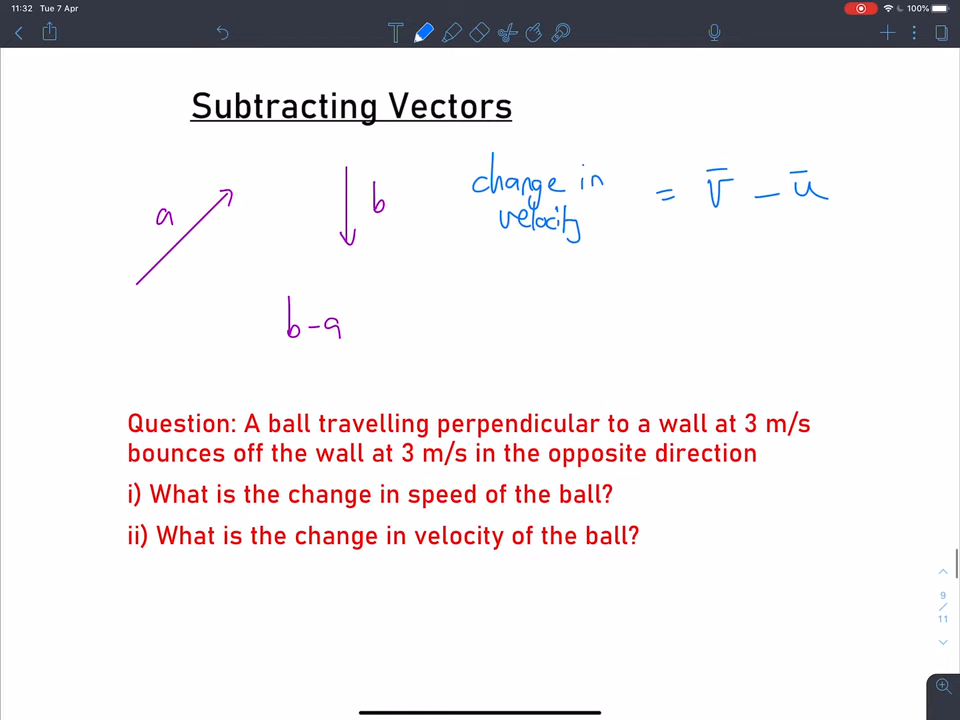 11:32 Tue 7 Apr
100%
Subtracting Vectors
a
b
change in
velocity
= v̅ - u̅
b-a
Question: A ball travelling perpendicular to a wall at 3 m/s
bounces off the wall at 3 m/s in the opposite direction
i) What is the change in speed of the ball?
ii) What is the change in velocity of the ball?
9
/
11